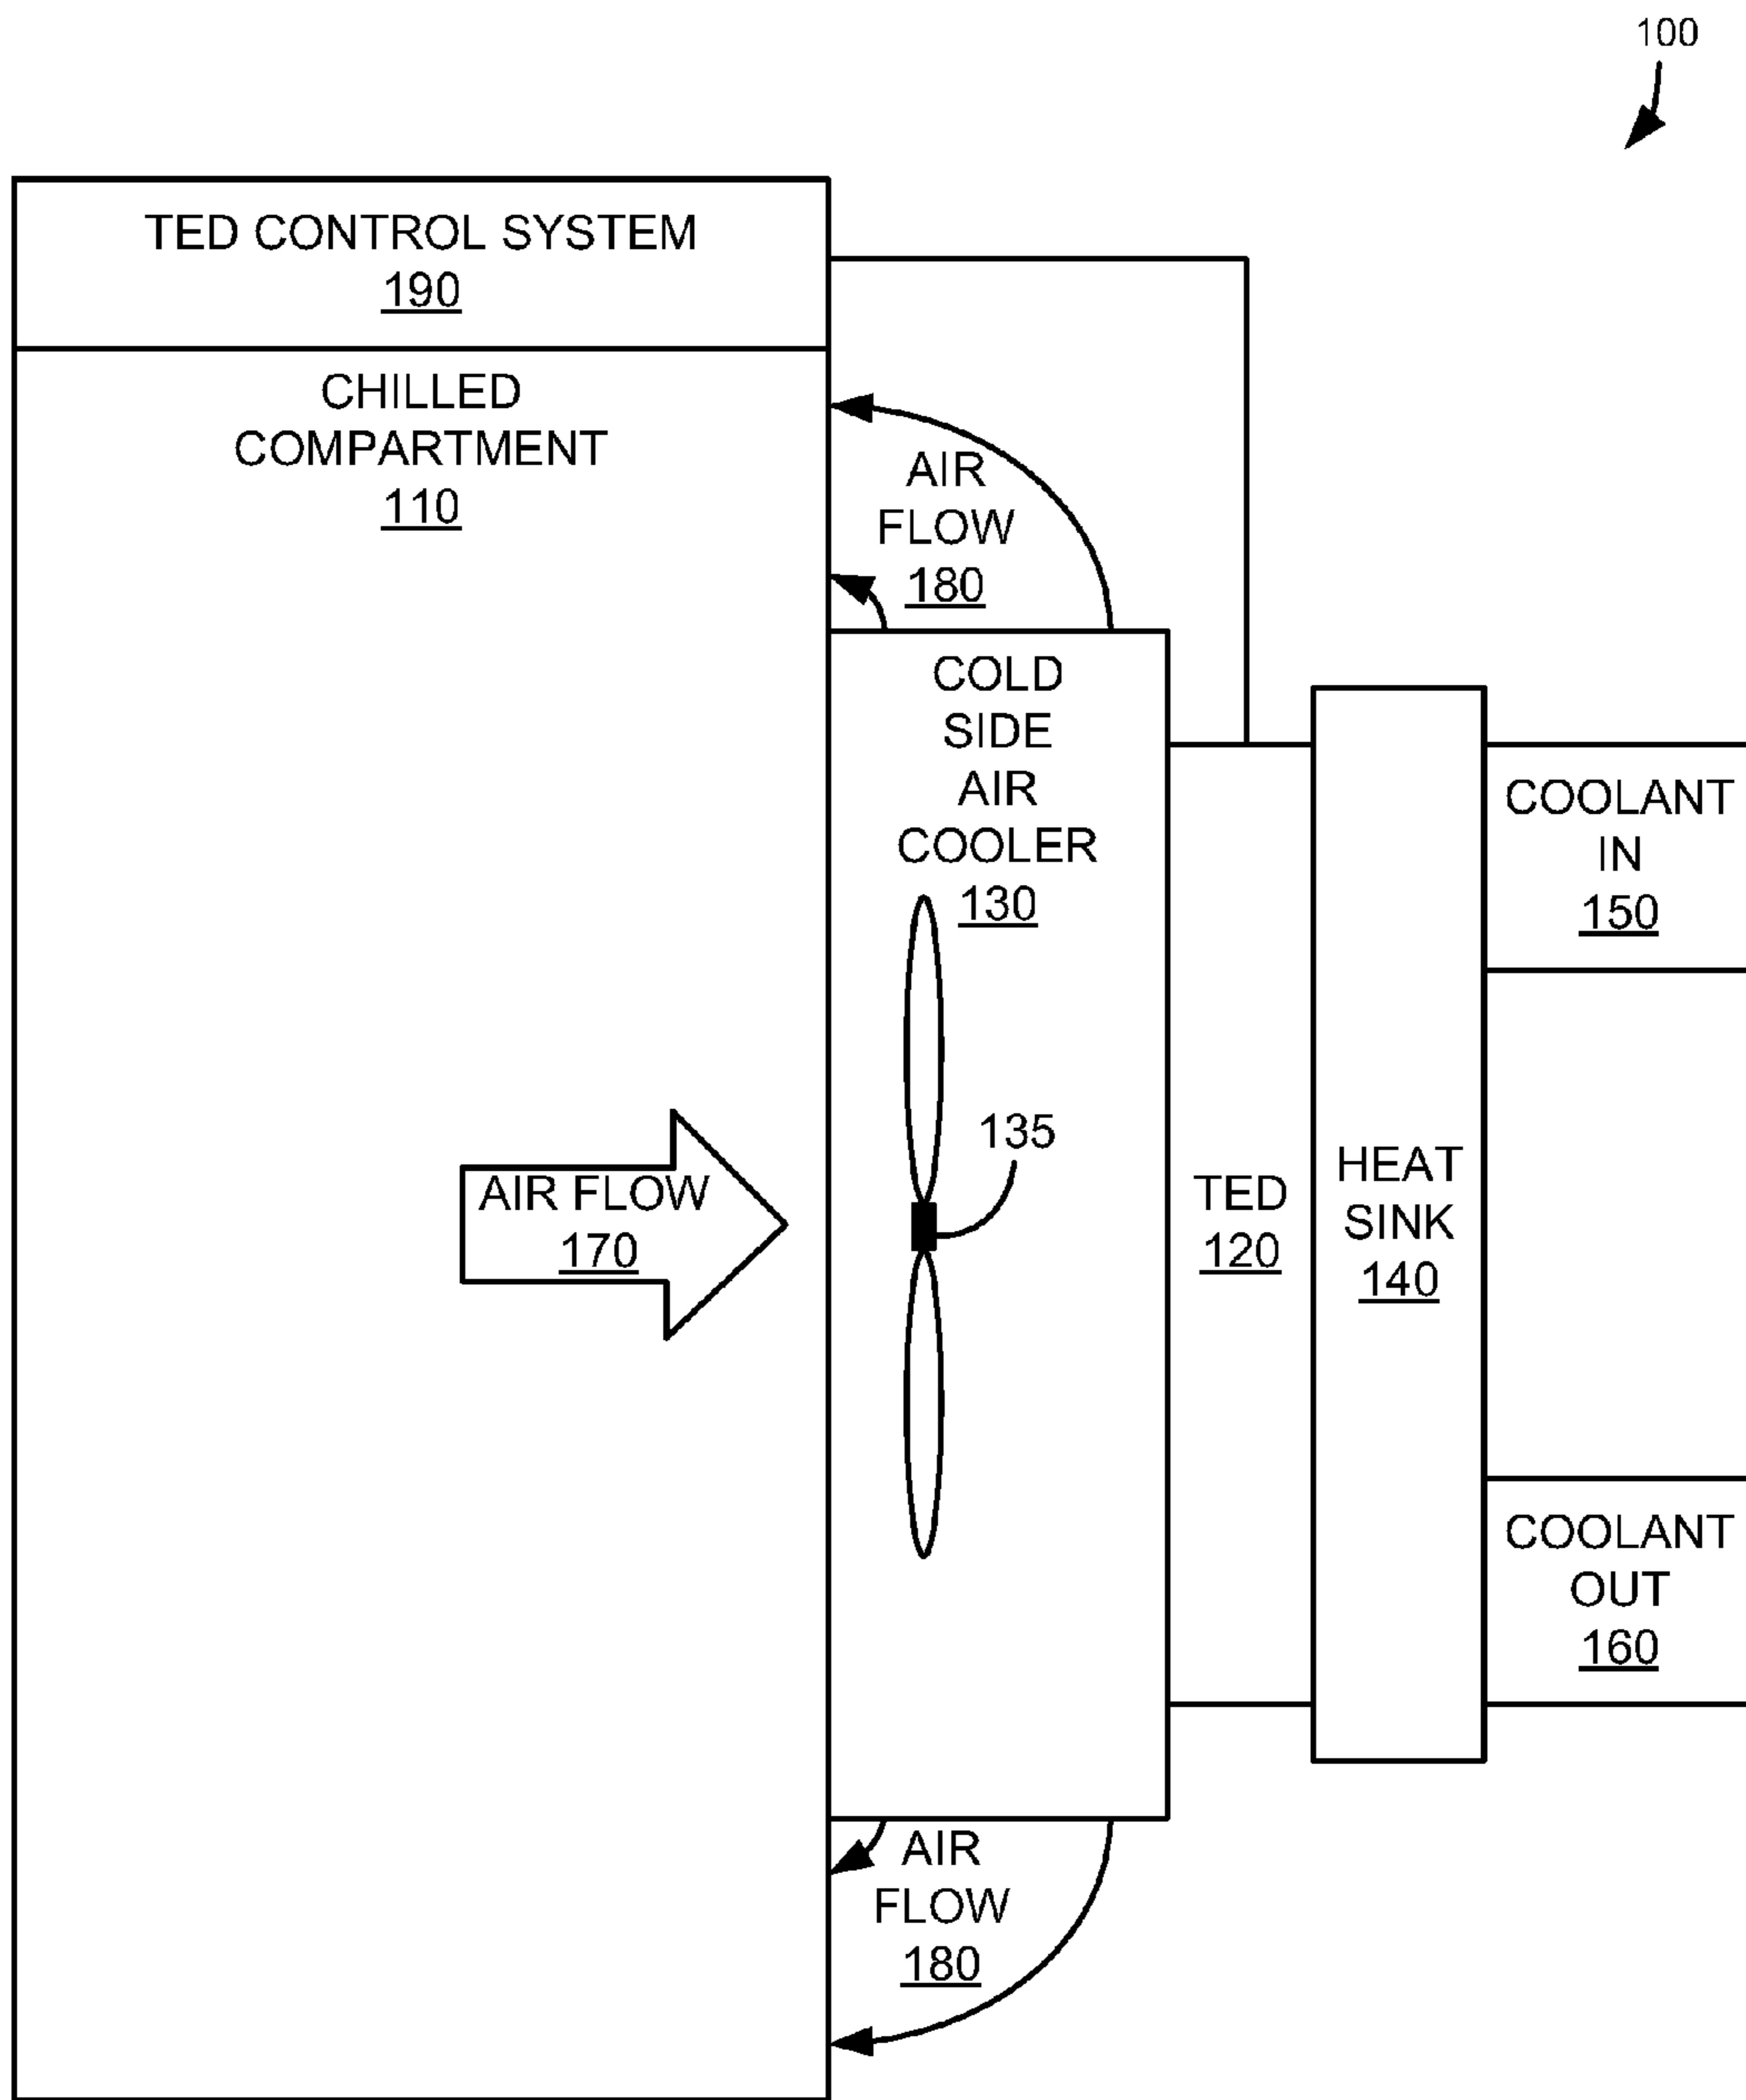 100
TED CONTROL SYSTEM
190
CHILLED
COMPARTMENT
110
AIR
FLOW
180
COLD
SIDE
AIR
COOLER
130
COOLANT
IN
150
135
AIR FLOW
170
TED
120
HEAT
SINK
140
COOLANT
OUT
160
AIR
FLOW
180